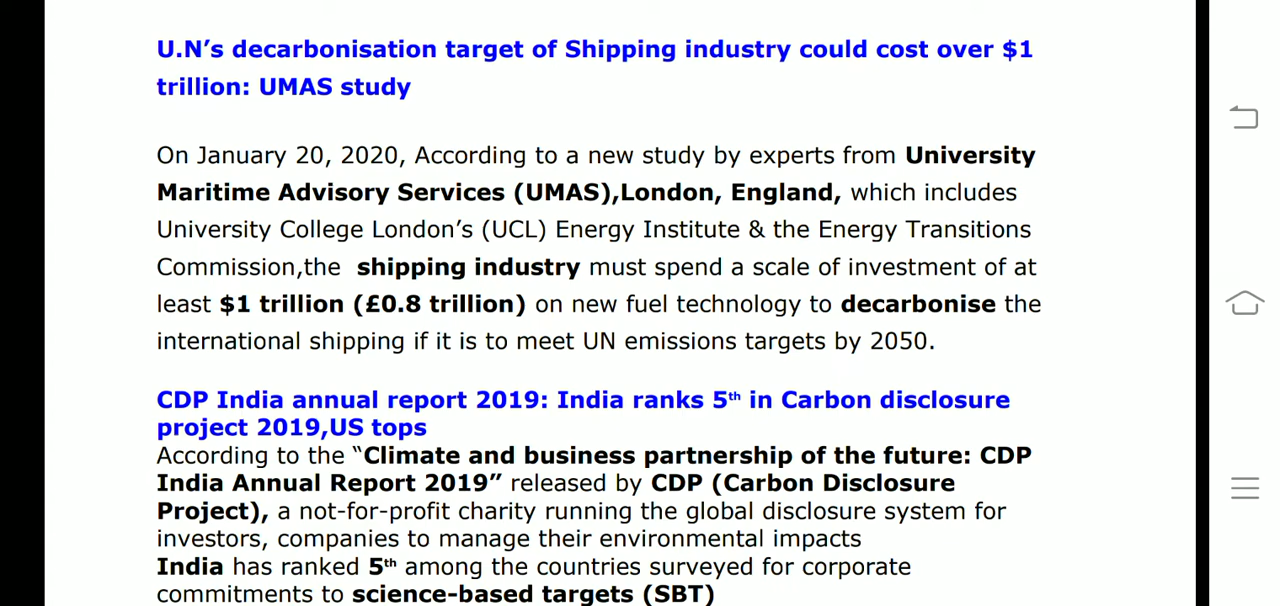 U.N’s decarbonisation target of Shipping industry could cost over $1
trillion: UMAS study
On January 20, 2020, According to a new study by experts from University
Maritime Advisory Services (UMAS),London, England, which includes
University College London’s (UCL) Energy Institute & the Energy Transitions
Commission,the shipping industry must spend a scale of investment of at
least $1 trillion (£0.8 trillion) on new fuel technology to decarbonise the
international shipping if it is to meet UN emissions targets by 2050.
CDP India annual report 2019: India ranks 5th in Carbon disclosure
project 2019,US tops
According to the “Climate and business partnership of the future: CDP
India Annual Report 2019” released by CDP (Carbon Disclosure
Project), a not-for-profit charity running the global disclosure system for
investors, companies to manage their environmental impacts
India has ranked 5th among the countries surveyed for corporate
commitments to science-based targets (SBT)